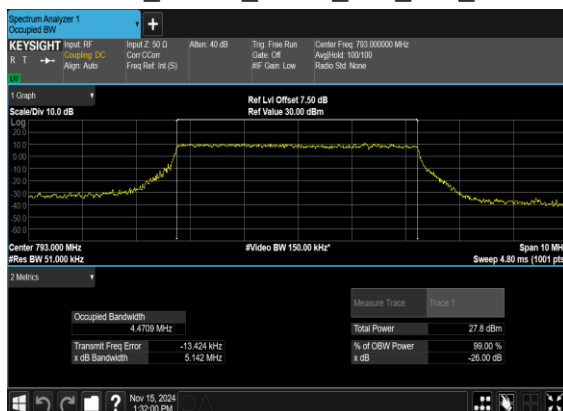 Spectrum Analyzer 1
Occupied BW
+
KEYSIGHT
R T
Input: RF
Coupling: DC
Align: Auto
Input Z: 50 Ω
Corr CCorr
Freq Ref: Int (S)
Atten: 40 dB
Trig: Free Run
Gate: Off
#IF Gain: Low
Center Freq: 793.000000 MHz
Avg|Hold: 100/100
Radio Std: None
1 Graph
Scale/Div 10.0 dB
Ref Lvl Offset 7.50 dB
Ref Value 30.00 dBm
Log
20.0
10.0
0.00
-10.0
-20.0
-30.0
-40.0
-50.0
-60.0
Center 793.000 MHz
#Res BW 51.000 kHz
#Video BW 150.00 kHz*
Span 10 MH
Sweep 4.80 ms (1001 pts
2 Metrics
Measure Trace Trace 1
Occupied Bandwidth
4.4709 MHz
Total Power 27.8 dBm
Transmit Freq Error -13.424 kHz
% of OBW Power 99.00 %
x dB Bandwidth 5.142 MHz
x dB -26.00 dB
?
Nov 15, 2024
1:32:00 PM